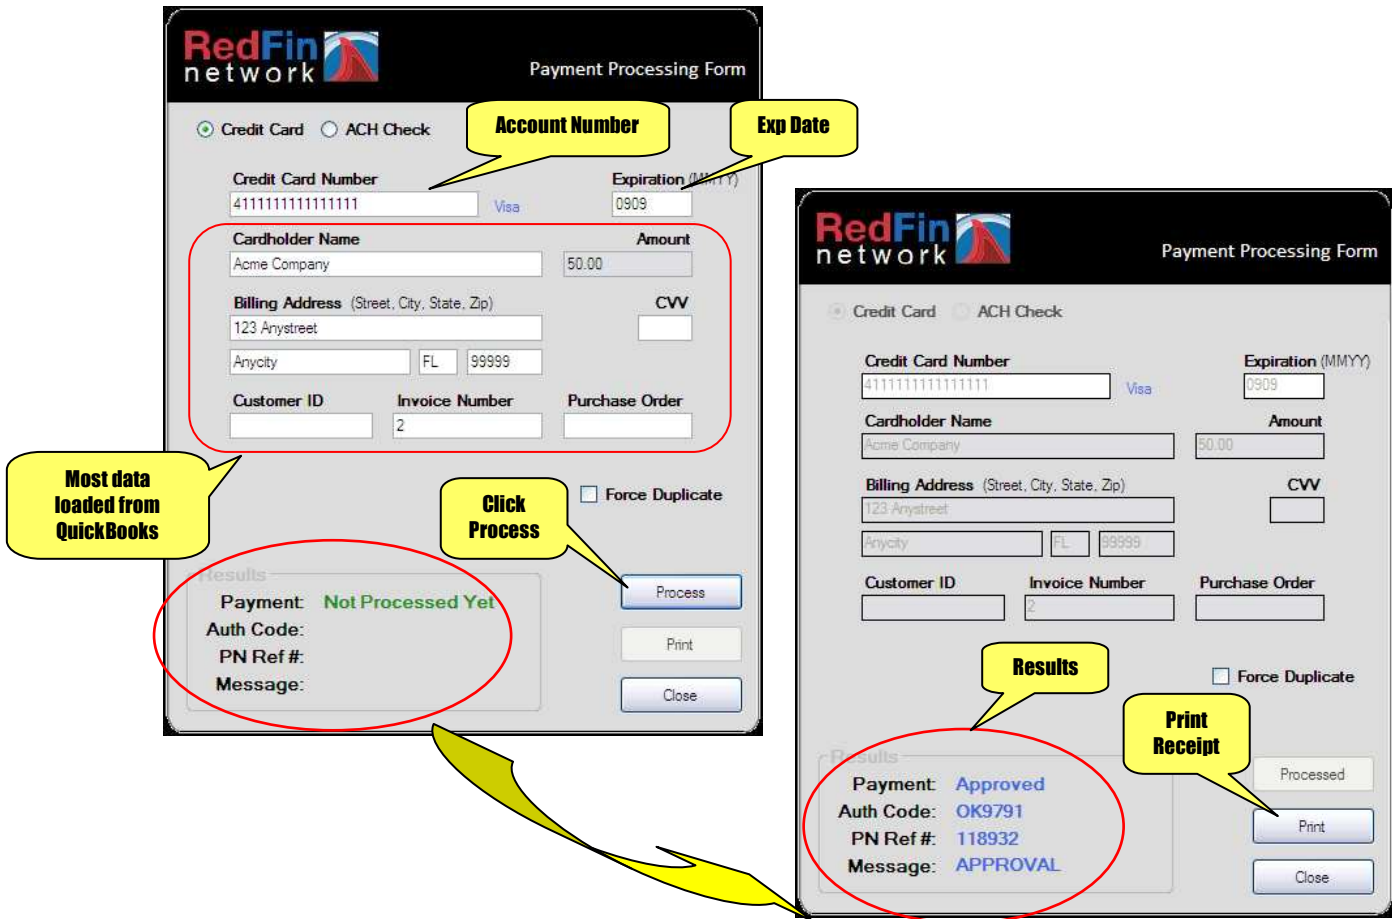 RedFin
network
Payment Processing Form
Credit Card
ACH Check
Account Number
Exp Date
Credit Card Number
Expiration (MMYY)
4111111111111111
Visa
0909
Cardholder Name
Amount
Acme Company
50.00
Billing Address (Street, City, State, Zip)
CVV
123 Anystreet
Anycity
FL
99999
Customer ID
Invoice Number
Purchase Order
2
Most data
loaded from
QuickBooks
Force Duplicate
Click
Process
Results
Payment: Not Processed Yet
Auth Code:
PN Ref #:
Message:
Process
Print
Close
RedFin
network
Payment Processing Form
Credit Card
ACH Check
Credit Card Number
Expiration (MMYY)
4111111111111111
Visa
0909
Cardholder Name
Amount
Acme Company
50.00
Billing Address (Street, City, State, Zip)
CVV
123 Anystreet
Anycity
FL
99999
Customer ID
Invoice Number
Purchase Order
2
Results
Force Duplicate
Print
Receipt
Results
Payment: Approved
Auth Code: OK9791
PN Ref #: 118932
Message: APPROVAL
Processed
Print
Close